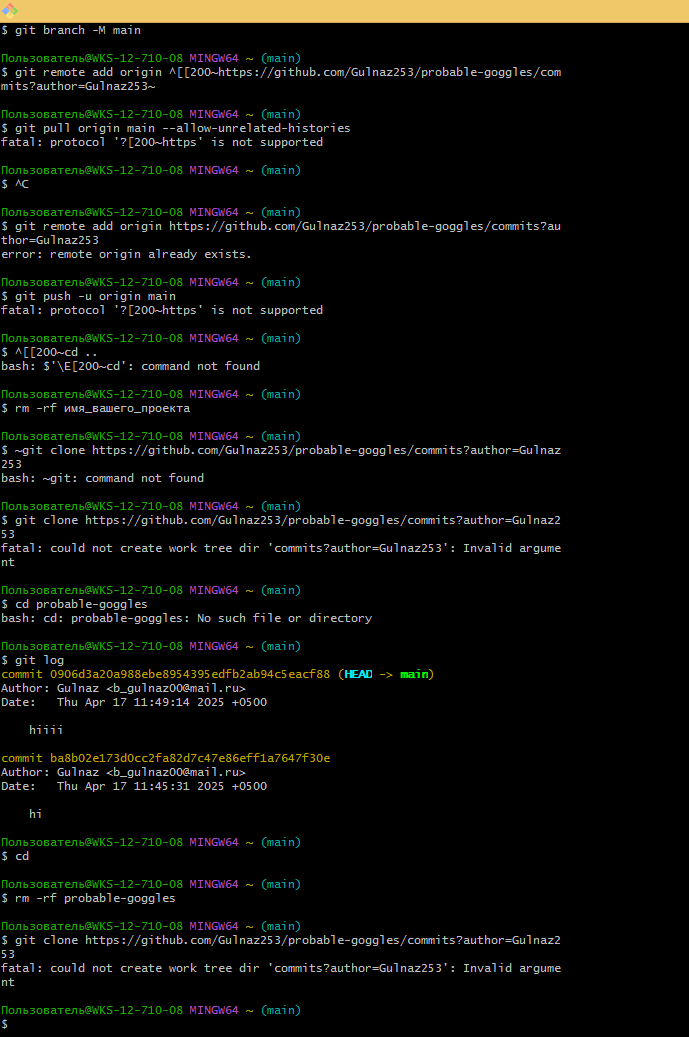 $ git branch -M main
Пользователь@WKS-12-710-08 MINGW64 ~ (main)
$ git remote add origin ^[[200~https://github.com/Gulnaz253/probable-goggles/com
mits?author=Gulnaz253~
Пользователь@WKS-12-710-08 MINGW64 ~ (main)
$ git pull origin main --allow-unrelated-histories
fatal: protocol '?[200~https' is not supported
Пользователь@WKS-12-710-08 MINGW64 ~ (main)
$ ^C
Пользователь@WKS-12-710-08 MINGW64 ~ (main)
$ git remote add origin https://github.com/Gulnaz253/probable-goggles/commits?au
thor=Gulnaz253
error: remote origin already exists.
Пользователь@WKS-12-710-08 MINGW64 ~ (main)
$ git push -u origin main
fatal: protocol '?[200~https' is not supported
Пользователь@WKS-12-710-08 MINGW64 ~ (main)
$ ^[[200~cd ..
bash: $'\E[200~cd': command not found
Пользователь@WKS-12-710-08 MINGW64 ~ (main)
$ rm -rf имя_вашего_проекта
Пользователь@WKS-12-710-08 MINGW64 ~ (main)
$ ~git clone https://github.com/Gulnaz253/probable-goggles/commits?author=Gulnaz
253
bash: ~git: command not found
Пользователь@WKS-12-710-08 MINGW64 ~ (main)
$ git clone https://github.com/Gulnaz253/probable-goggles/commits?author=Gulnaz2
53
fatal: could not create work tree dir 'commits?author=Gulnaz253': Invalid argume
nt
Пользователь@WKS-12-710-08 MINGW64 ~ (main)
$ cd probable-goggles
bash: cd: probable-goggles: No such file or directory
Пользователь@WKS-12-710-08 MINGW64 ~ (main)
$ git log
commit 0906d3a20a988ebe8954395edfb2ab94c5eacf88 (HEAD -> main)
Author: Gulnaz <b_gulnaz00@mail.ru>
Date:   Thu Apr 17 11:49:14 2025 +0500
hiiii
commit ba8b02e173d0cc2fa82d7c47e86eff1a7647f30e
Author: Gulnaz <b_gulnaz00@mail.ru>
Date:   Thu Apr 17 11:45:31 2025 +0500
hi
Пользователь@WKS-12-710-08 MINGW64 ~ (main)
$ cd
Пользователь@WKS-12-710-08 MINGW64 ~ (main)
$ rm -rf probable-goggles
Пользователь@WKS-12-710-08 MINGW64 ~ (main)
$ git clone https://github.com/Gulnaz253/probable-goggles/commits?author=Gulnaz2
53
fatal: could not create work tree dir 'commits?author=Gulnaz253': Invalid argume
nt
Пользователь@WKS-12-710-08 MINGW64 ~ (main)
$